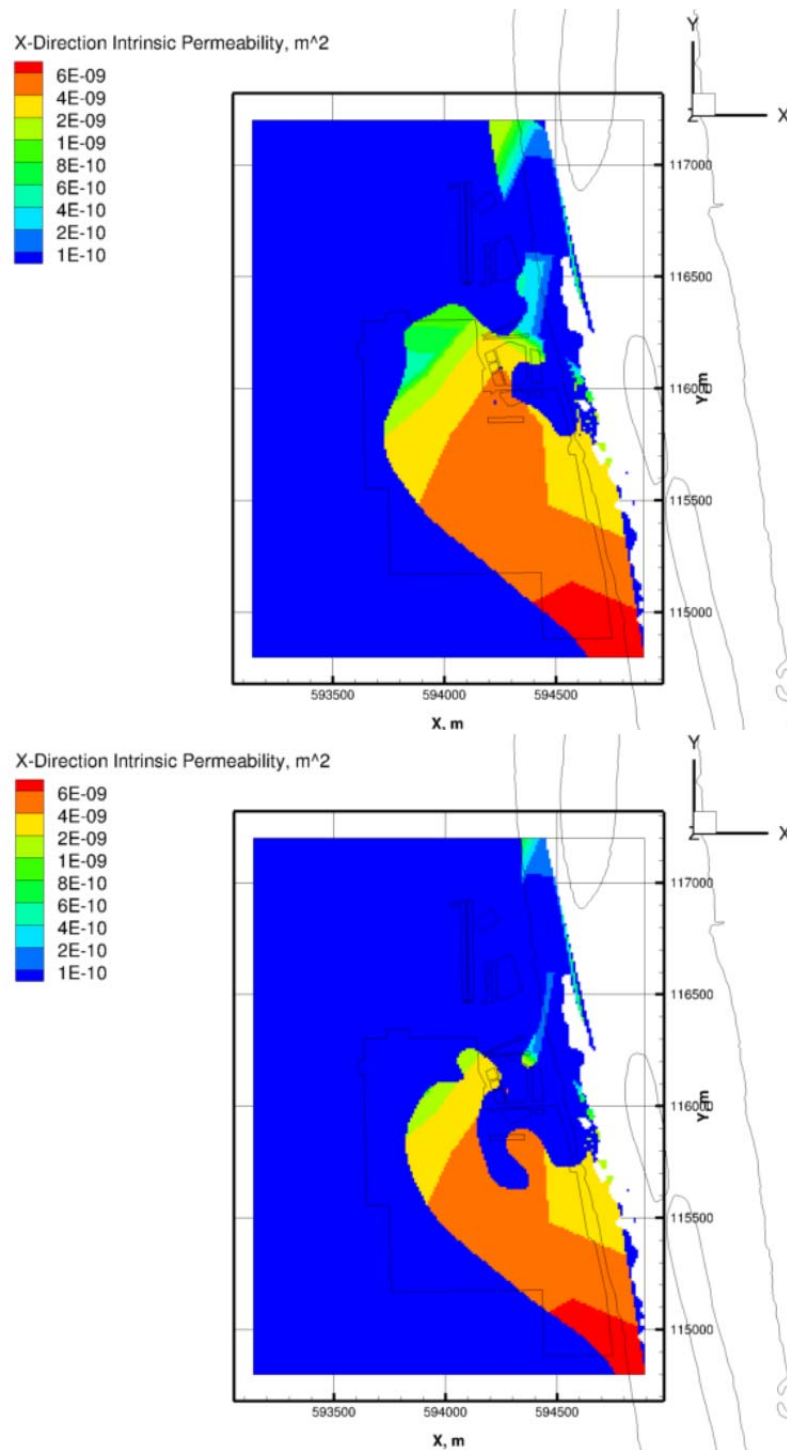 X-Direction Intrinsic Permeability, m^2
6E-09
4E-09
2E-09
1E-09
8E-10
6E-10
4E-10
2E-10
1E-10
Y
Z
X
117000
116500
116000
Y, m
115500
115000
593500 594000 594500
X, m
X-Direction Intrinsic Permeability, m^2
6E-09
4E-09
2E-09
1E-09
8E-10
6E-10
4E-10
2E-10
1E-10
Y
Z
X
117000
116500
116000
Y, m
115500
115000
593500 594000 594500
X, m